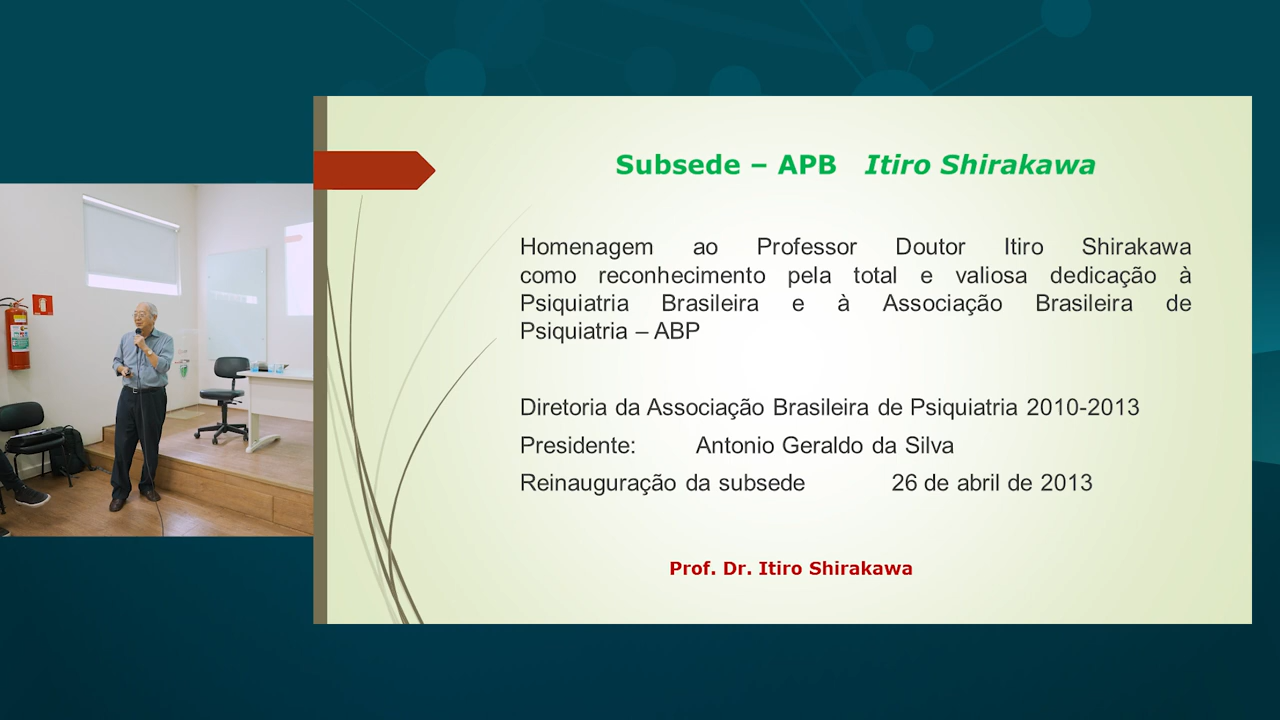 Subsede – APB Itiro Shirakawa
Homenagem ao Professor Doutor Itiro Shirakawa
como reconhecimento pela total e valiosa dedicação à
Psiquiatria Brasileira e à Associação Brasileira de
Psiquiatria – ABP
Diretoria da Associação Brasileira de Psiquiatria 2010-2013
Presidente: Antonio Geraldo da Silva
Reinauguração da subsede 26 de abril de 2013
Prof. Dr. Itiro Shirakawa